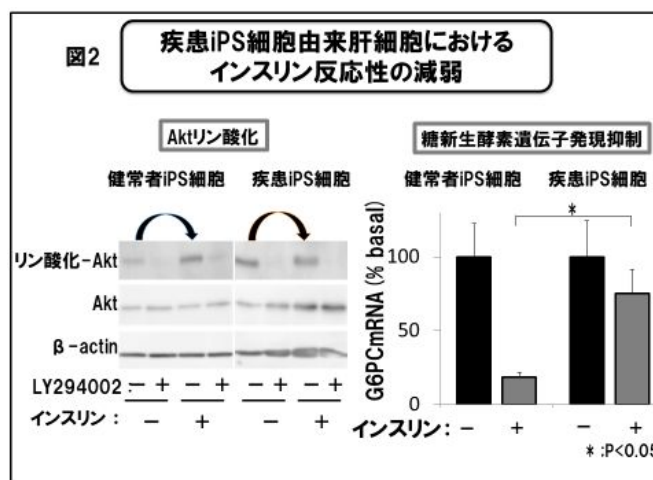 図2
疾患iPS細胞由来肝細胞における
インスリン反応性の減弱
Aktリン酸化
健常者iPS細胞 疾患iPS細胞
リン酸化-Akt
Akt
β-actin
LY294002: - + - + - + - +
インスリン: - + - +
糖新生酵素遺伝子発現抑制
健常者iPS細胞 疾患iPS細胞
*
G6PCmRNA (% basal)
100
50
0
インスリン: - + - +
*:P<0.05